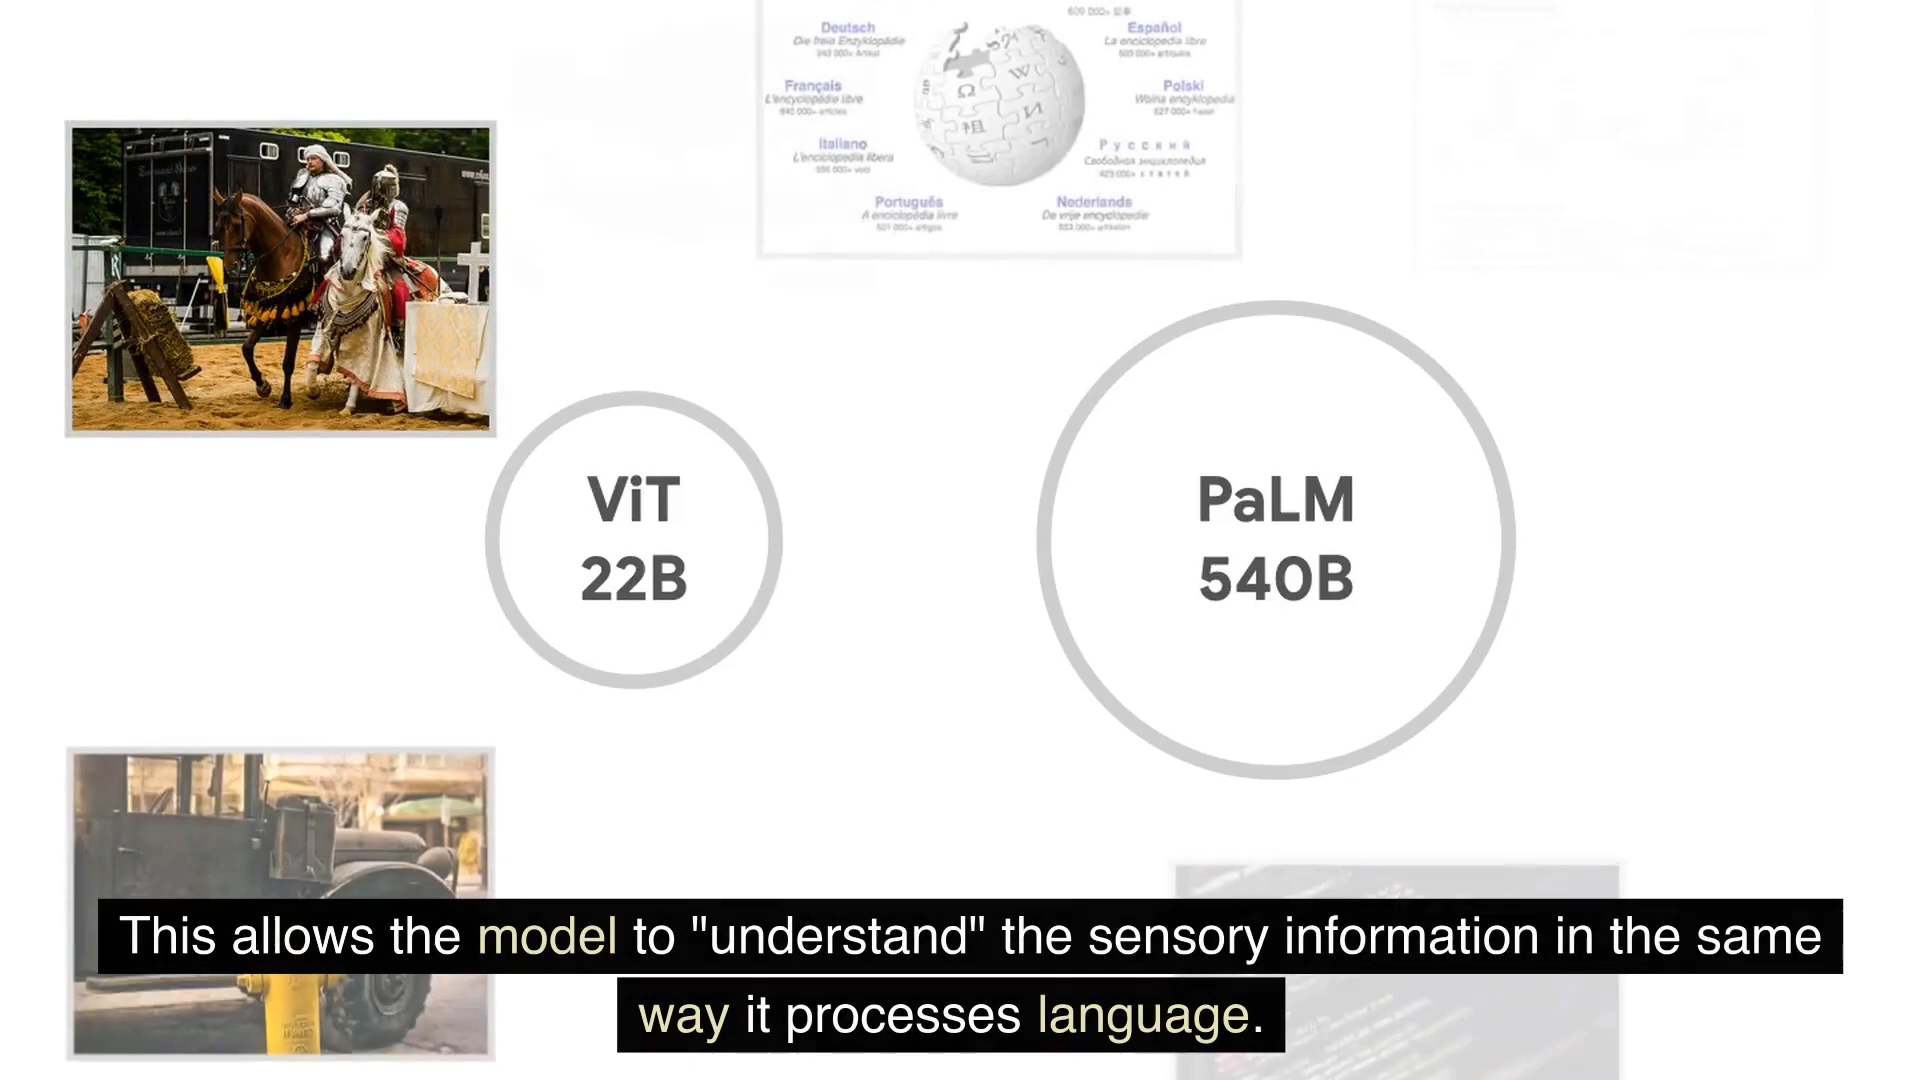 Deutsch
Die freie Enzyklopädie
Español
La enciclopedia libre
Français
L'encyclopédie libre
Polski
Wolna encyklopedia
Italiano
L'enciclopedia libera
Русский
Свободная энциклопедия
Português
A enciclopédia livre
Nederlands
De vrije encyclopedie
ViT
22B
PaLM
540B
This allows the model to "understand" the sensory information in the same
way it processes language.